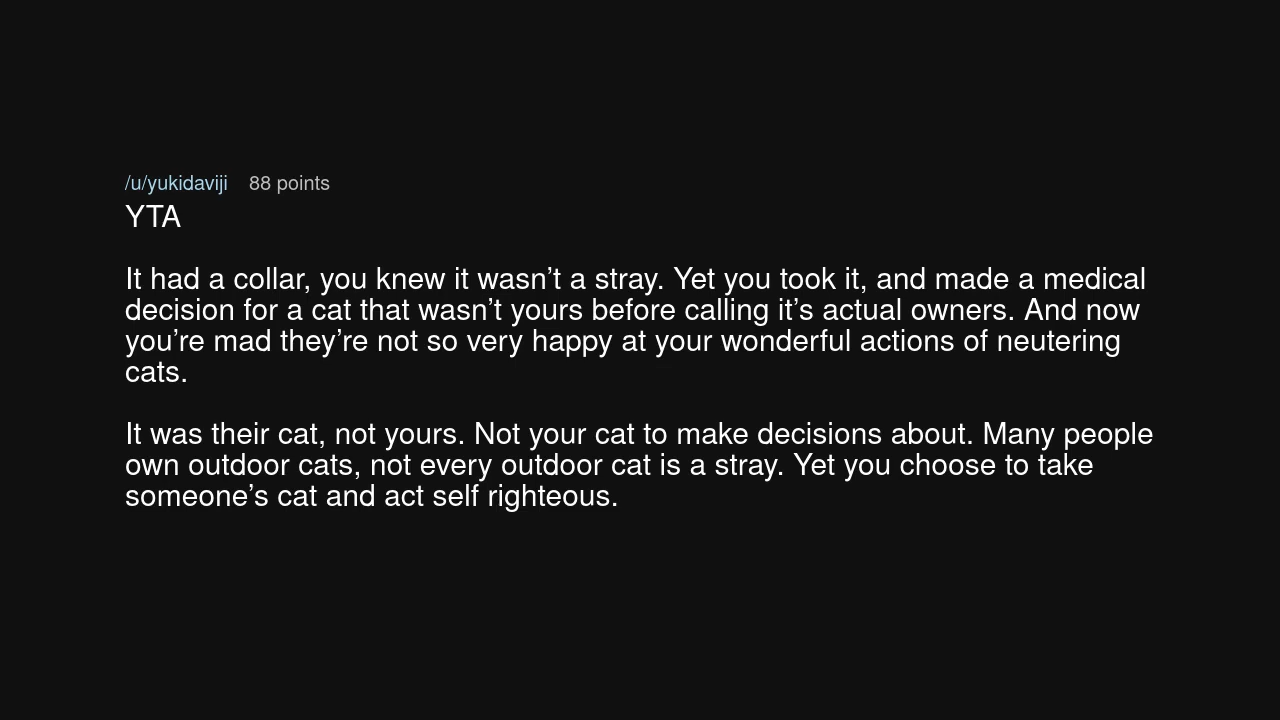 /u/yukidaviji 88 points
YTA
It had a collar, you knew it wasn’t a stray. Yet you took it, and made a medical
decision for a cat that wasn’t yours before calling it’s actual owners. And now
you’re mad they’re not so very happy at your wonderful actions of neutering
cats.
It was their cat, not yours. Not your cat to make decisions about. Many people
own outdoor cats, not every outdoor cat is a stray. Yet you choose to take
someone’s cat and act self righteous.